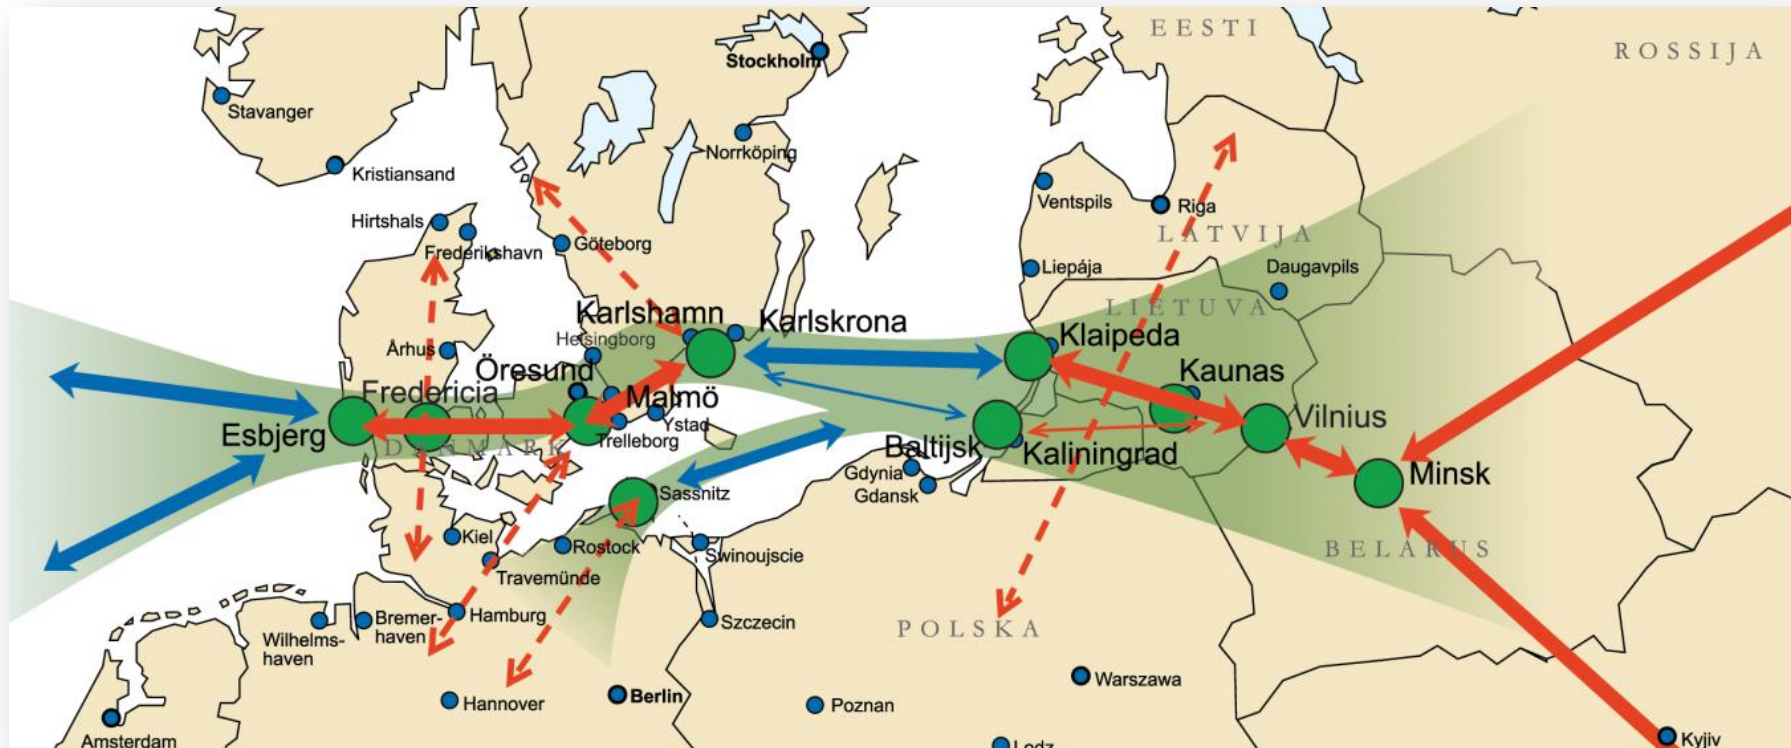 EESTI
ROSSIJA
Stockholm
Stavanger
Norrköping
Kristiansand
Hirtshals
Ventspils
Riga
Frederikshavn
Göteborg
LATVIJA
Liepája
Daugavpils
LIETUVA
Karlshamn
Karlskrona
Helsingborg
Klaipeda
Århus
Öresund
Kaunas
Fredericia
Malmö
Vilnius
Esbjerg
DANMARK
Ystad
Trelleborg
Baltijsk
Kaliningrad
Gdynia
Gdansk
Minsk
Sassnitz
Kiel
Rostock
Swinoujscie
BELARUS
Travemünde
Hamburg
Bremer-
haven
Wilhelms-
haven
Szczecin
POLSKA
Warszawa
Berlin
Hannover
Poznan
Amsterdam
Lodz
Kyjiv